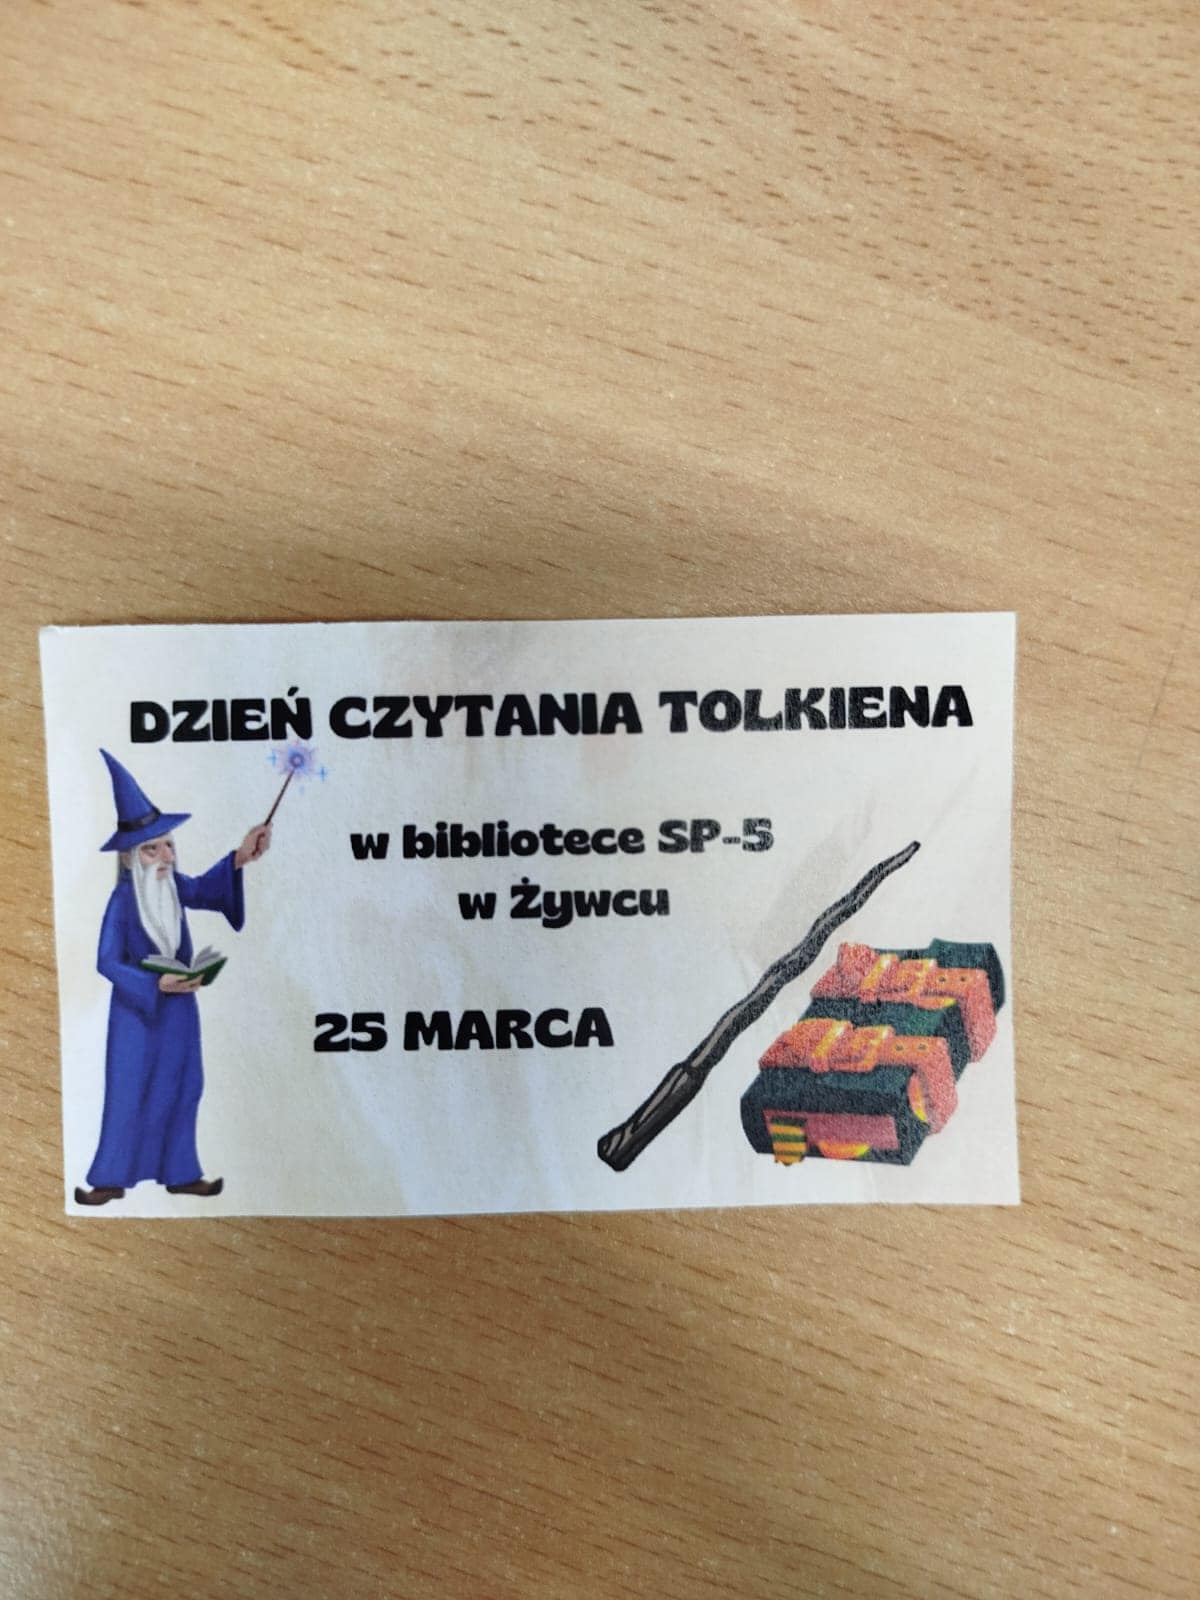 DZIEŃ CZYTANIA TOLKIENA
w bibliotece SP-5
w Żywcu
25 MARCA